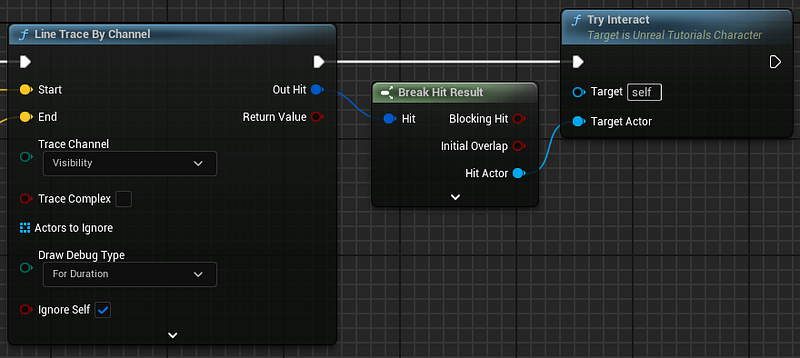 Line Trace By Channel
Start
Out Hit
End
Return Value
Trace Channel
Visibility
Trace Complex
Actors to Ignore
Draw Debug Type
For Duration
Ignore Self
Break Hit Result
Hit
Blocking Hit
Initial Overlap
Hit Actor
Try Interact
Target is Unreal Tutorials Character
Target self
Target Actor